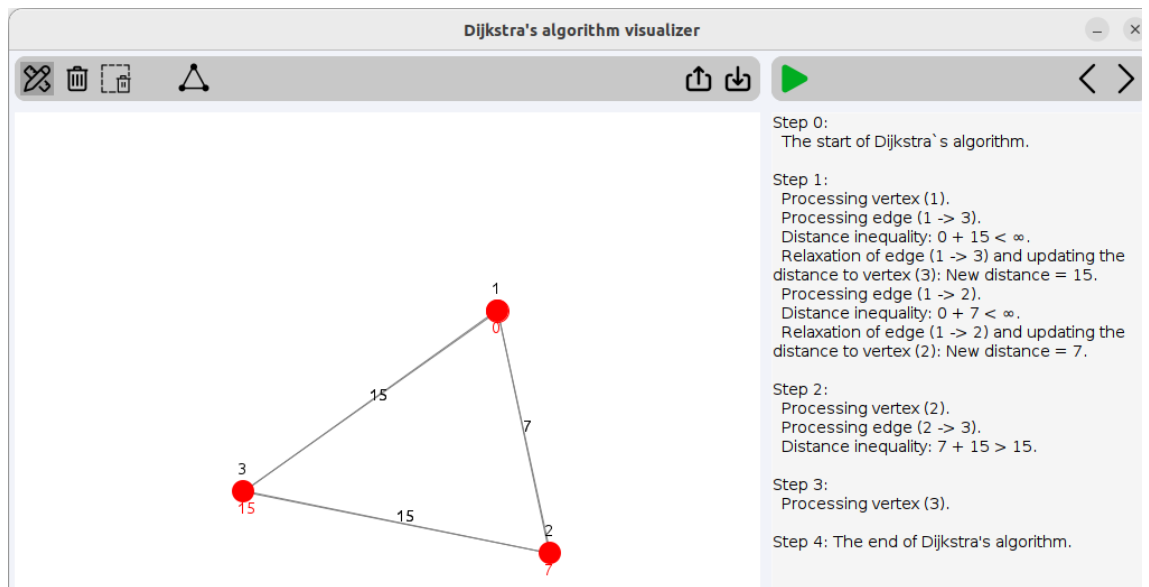 Dijkstra's algorithm visualizer
Step 0:
The start of Dijkstra`s algorithm.
Step 1:
Processing vertex (1).
Processing edge (1 -> 3).
Distance inequality: 0 + 15 < ∞.
Relaxation of edge (1 -> 3) and updating the
distance to vertex (3): New distance = 15.
Processing edge (1 -> 2).
Distance inequality: 0 + 7 < ∞.
Relaxation of edge (1 -> 2) and updating the
distance to vertex (2): New distance = 7.
Step 2:
Processing vertex (2).
Processing edge (2 -> 3).
Distance inequality: 7 + 15 > 15.
Step 3:
Processing vertex (3).
Step 4: The end of Dijkstra's algorithm.
1
0
15
7
3
15
15
2
7